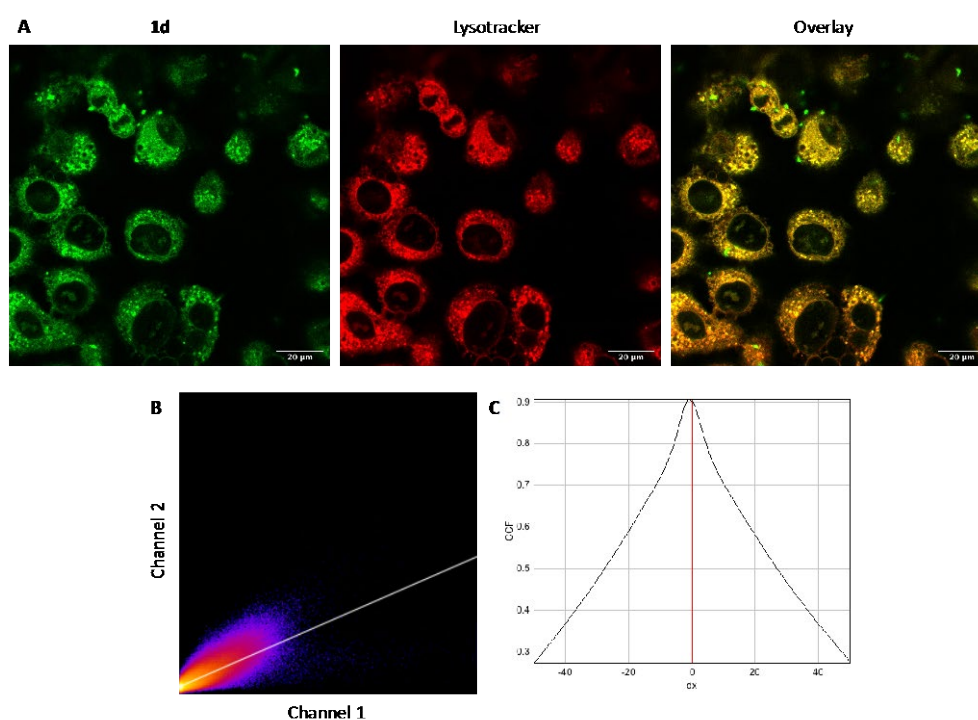 A 1d Lysotracker Overlay
20 μm 20 μm 20 μm
B C
Channel 2
Channel 1
CCF
0.9
0.8
0.7
0.6
0.5
0.4
0.3
-40 -20 0 20 40
dx